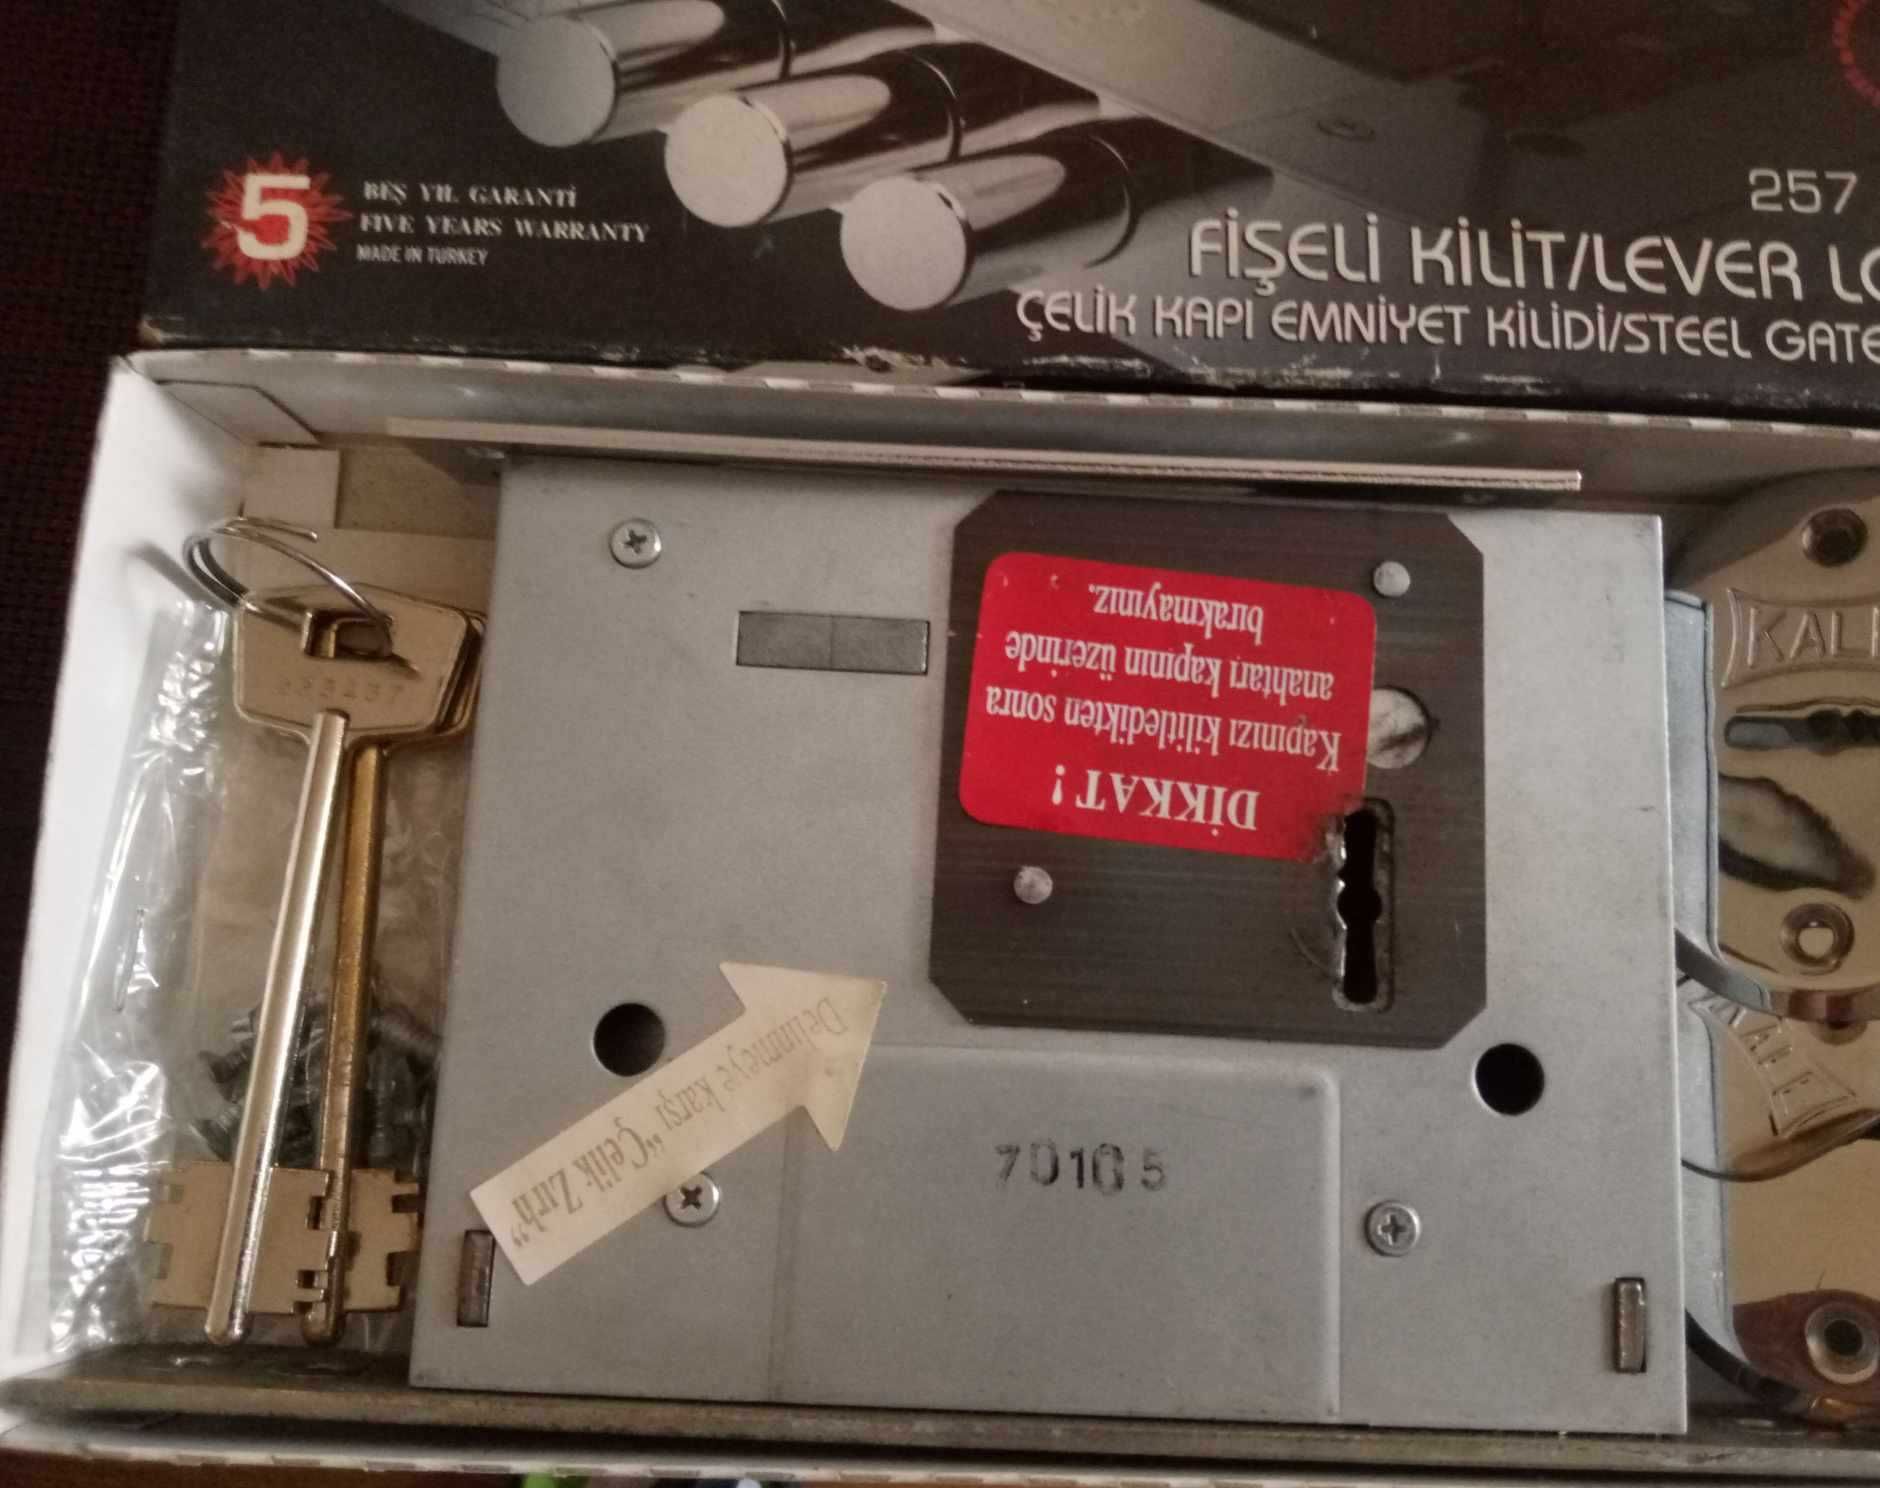 5
BEŞ YIL GARANTİ
FIVE YEARS WARRANTY
MADE IN TURKEY
257
FİŞELİ KİLİT/LEVER LO
ÇELİK KAPI EMNİYET KİLİDİ/STEEL GATE
DİKKAT!
Kapınızı kilitledikten sonra
anahtarı kapının üzerinde
bırakmayınız.
Delinmeye karşı "Çelik Zırh"
70165
KAL
KALE